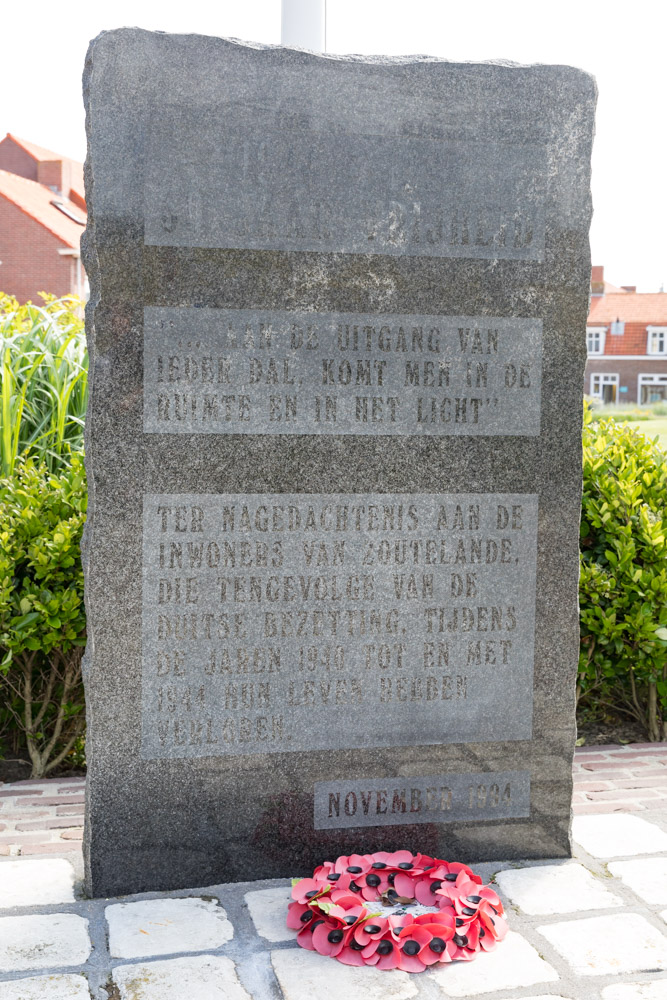 VRIJHEID
"... AAN DE UITGANG VAN
IEDER DAL, KOMT MEN IN DE
RUIMTE EN IN HET LICHT"
TER NAGEDACHTENIS AAN DE
INWONERS VAN ZOUTELANDE,
DIE TENGEVOLGE VAN DE
DUITSE BEZETTING, TIJDENS
DE JAREN 1940 TOT EN MET
1944 HUN LEVEN HEBBEN
VERLOREN.
NOVEMBER 1984